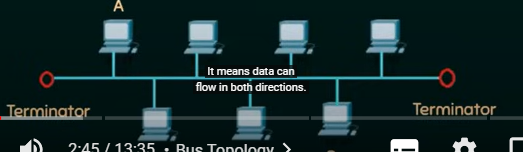 A
It means data can
flow in both directions.
Terminator
Terminator
2:45 / 13:35 • Bus Topology >